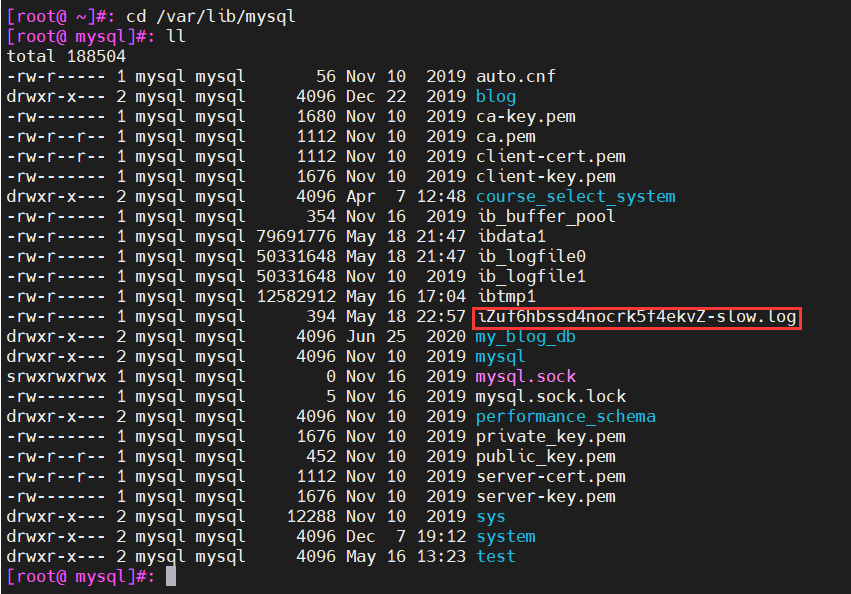 [root@ ~]#: cd /var/lib/mysql
[root@ mysql]#: ll
total 188504
-rw-r----- 1 mysql mysql       56 Nov 10  2019 auto.cnf
drwxr-x--- 2 mysql mysql     4096 Dec 22  2019 blog
-rw------- 1 mysql mysql     1680 Nov 10  2019 ca-key.pem
-rw-r--r-- 1 mysql mysql     1112 Nov 10  2019 ca.pem
-rw-r--r-- 1 mysql mysql     1112 Nov 10  2019 client-cert.pem
-rw------- 1 mysql mysql     1676 Nov 10  2019 client-key.pem
drwxr-x--- 2 mysql mysql     4096 Apr  7 12:48 course_select_system
-rw-r----- 1 mysql mysql      354 Nov 16  2019 ib_buffer_pool
-rw-r----- 1 mysql mysql 79691776 May 18 21:47 ibdata1
-rw-r----- 1 mysql mysql 50331648 May 18 21:47 ib_logfile0
-rw-r----- 1 mysql mysql 50331648 Nov 10  2019 ib_logfile1
-rw-r----- 1 mysql mysql 12582912 May 16 17:04 ibtmp1
-rw-r----- 1 mysql mysql      394 May 18 22:57 iZuf6hbssd4nocrk5f4ekvZ-slow.log
drwxr-x--- 2 mysql mysql     4096 Jun 25  2020 my_blog_db
drwxr-x--- 2 mysql mysql     4096 Nov 10  2019 mysql
srwxrwxrwx 1 mysql mysql        0 Nov 16  2019 mysql.sock
-rw------- 1 mysql mysql        5 Nov 16  2019 mysql.sock.lock
drwxr-x--- 2 mysql mysql     4096 Nov 10  2019 performance_schema
-rw------- 1 mysql mysql     1676 Nov 10  2019 private_key.pem
-rw-r--r-- 1 mysql mysql      452 Nov 10  2019 public_key.pem
-rw-r--r-- 1 mysql mysql     1112 Nov 10  2019 server-cert.pem
-rw------- 1 mysql mysql     1676 Nov 10  2019 server-key.pem
drwxr-x--- 2 mysql mysql    12288 Nov 10  2019 sys
drwxr-x--- 2 mysql mysql     4096 Dec  7 19:12 system
drwxr-x--- 2 mysql mysql     4096 May 16 13:23 test
[root@ mysql]#: